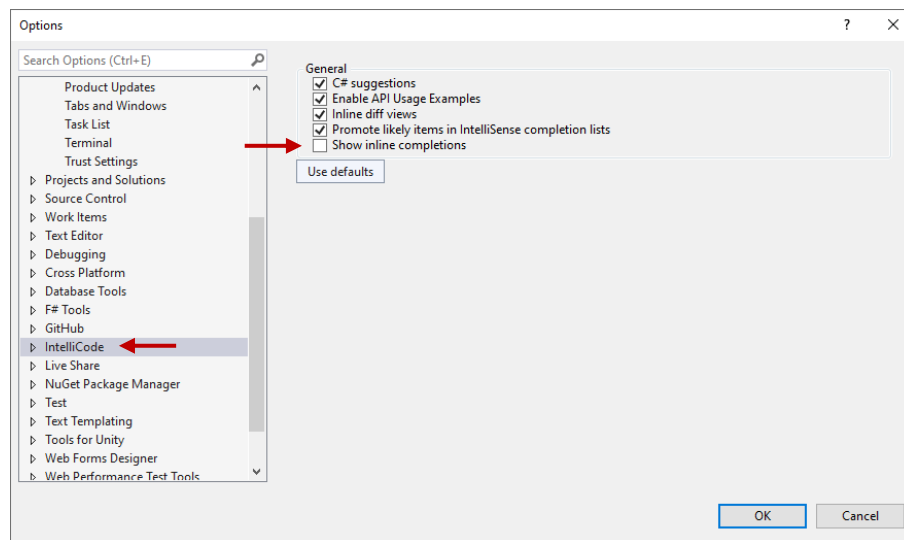 Options
?
Search Options (Ctrl+E)
Product Updates
Tabs and Windows
Task List
Terminal
Trust Settings
Projects and Solutions
Source Control
Work Items
Text Editor
Debugging
Cross Platform
Database Tools
F# Tools
GitHub
IntelliCode
Live Share
NuGet Package Manager
Test
Text Templating
Tools for Unity
Web Forms Designer
Web Performance Test Tools
General
C# suggestions
Enable API Usage Examples
Inline diff views
Promote likely items in IntelliSense completion lists
Show inline completions
Use defaults
OK
Cancel